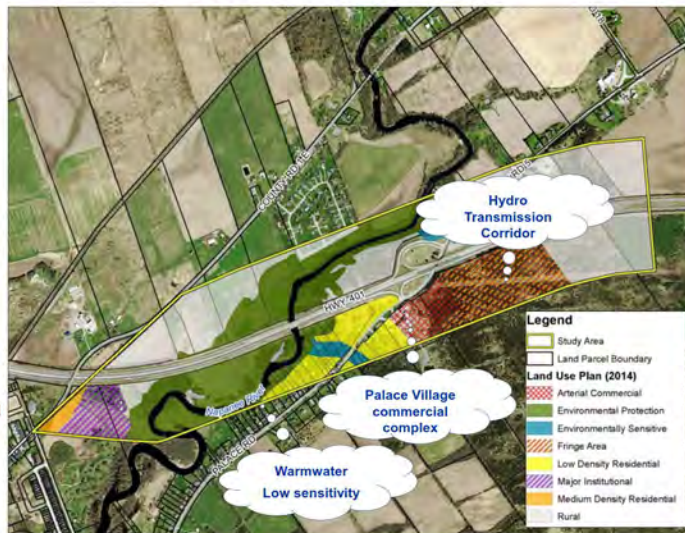 COUNTY RD 41 E
RD 5
Hydro
Transmission
Corridor
HWY 401
Napanee River
PALACE RD
Palace Village
commercial
complex
Warmwater
Low sensitivity
Legend
Study Area
Land Parcel Boundary
Land Use Plan (2014)
Arterial Commercial
Environmental Protection
Environmentally Sensitive
Fringe Area
Low Density Residential
Major Institutional
Medium Density Residential
Rural